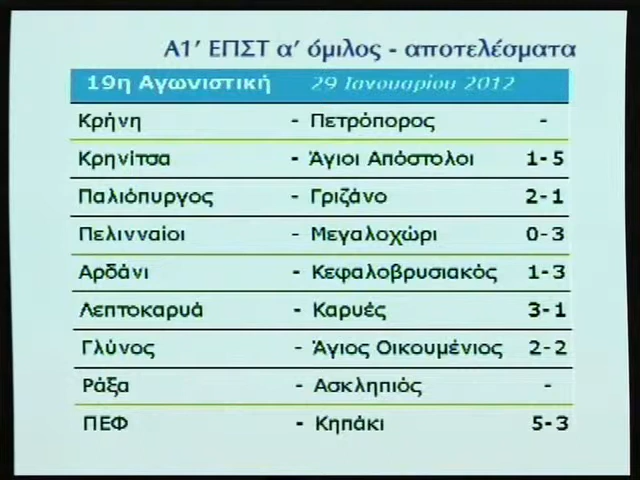 Α1’ ΕΠΣΤ α’ όμιλος - αποτελέσματα
19η Αγωνιστική 29 Ιανουαρίου 2012
Κρήνη - Πετρόπορος -
Κρηνίτσα - Άγιοι Απόστολοι 1-5
Παλιόπυργος - Γριζάνο 2-1
Πελινναίοι - Μεγαλοχώρι 0-3
Αρδάνι - Κεφαλοβρυσιακός 1-3
Λεπτοκαρυά - Καρυές 3-1
Γλύνος - Άγιος Οικουμένιος 2-2
Ράξα - Ασκληπιός -
ΠΕΦ - Κηπάκι 5-3